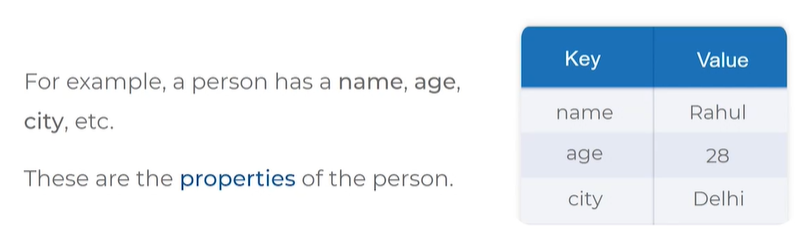 For example, a person has a name, age,
city, etc.
These are the properties of the person.
Key Value
name Rahul
age 28
city Delhi